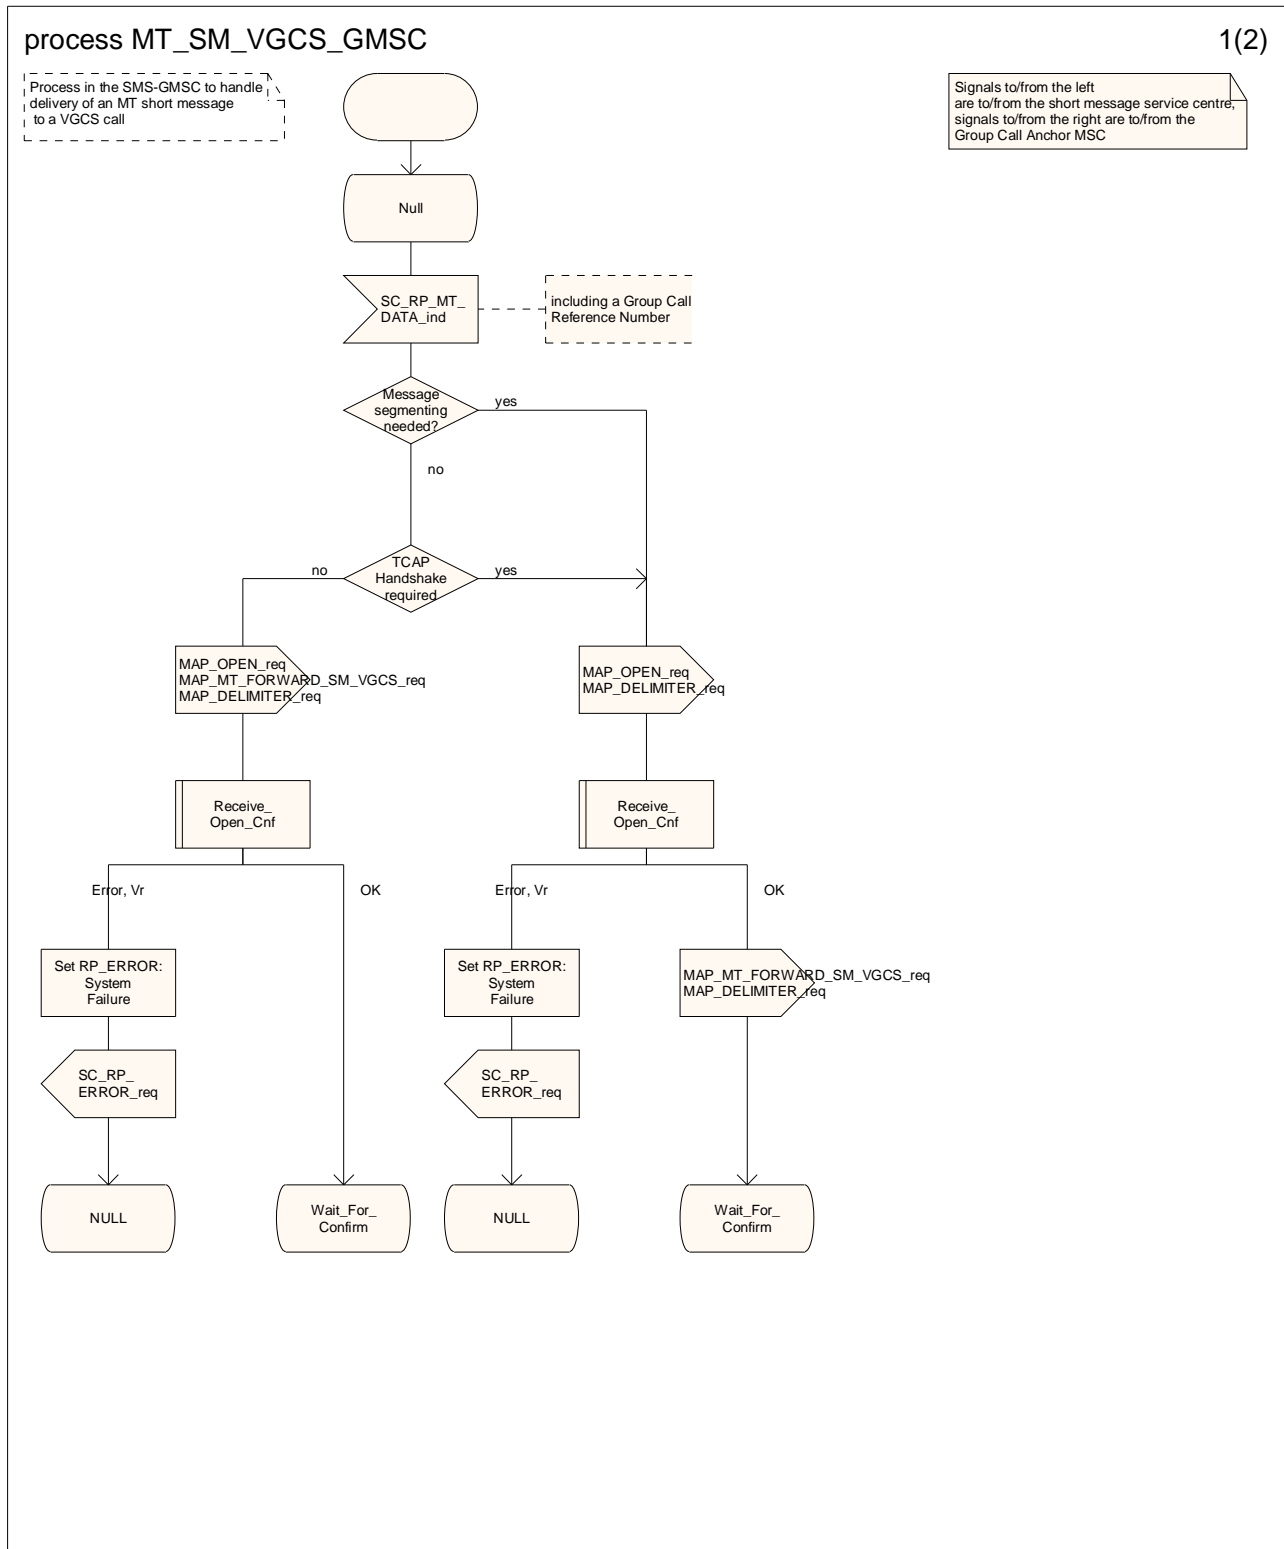 process MT_SM_VGCS_GMSC
1(2)
Process in the SMS-GMSC to handle
delivery of an MT short message
to a VGCS call
Signals to/from the left
are to/from the short message service centre,
signals to/from the right are to/from the
Group Call Anchor MSC
Null
SC_RP_MT_
DATA_ind
including a Group Call
Reference Number
Message
segmenting
needed?
yes
no
TCAP
Handshake
required
no
yes
MAP_OPEN_req
MAP_MT_FORWARD_SM_VGCS_req
MAP_DELIMITER_req
MAP_OPEN_req
MAP_DELIMITER_req
Receive_
Open_Cnf
Receive_
Open_Cnf
Error, Vr
OK
Error, Vr
OK
Set RP_ERROR:
System
Failure
Set RP_ERROR:
System
Failure
MAP_MT_FORWARD_SM_VGCS_req
MAP_DELIMITER_req
SC_RP_
ERROR_req
SC_RP_
ERROR_req
NULL
Wait_For_
Confirm
NULL
Wait_For_
Confirm